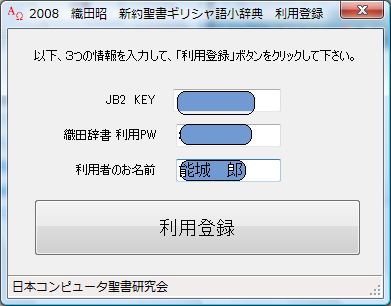 ΑΩ 2008　織田昭　新約聖書ギリシャ語小辞典　利用登録
以下、3つの情報を入力して、「利用登録」ボタンをクリックして下さい。
JB2　KEY
織田辞書 利用PW
利用者のお名前 能城　郎
利用登録
日本コンピュータ聖書研究会